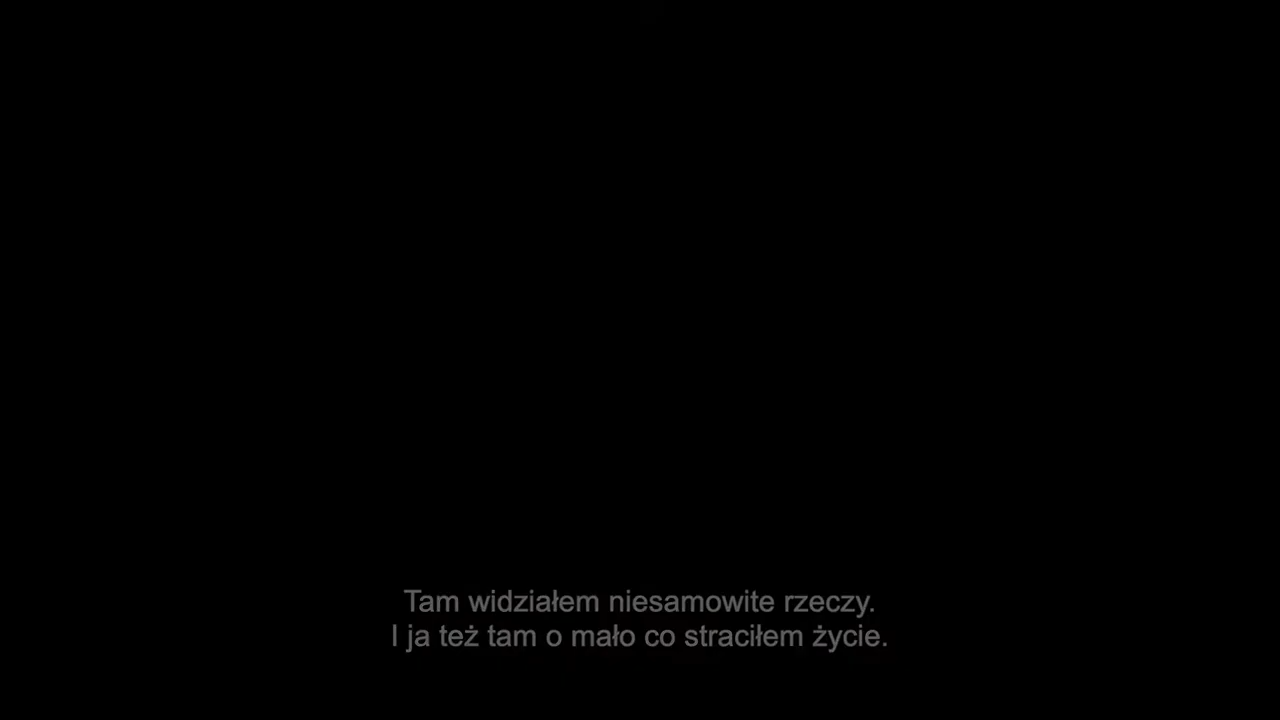 Tam widziałem niesamowite rzeczy.
I ja też tam o mało co straciłem życie.